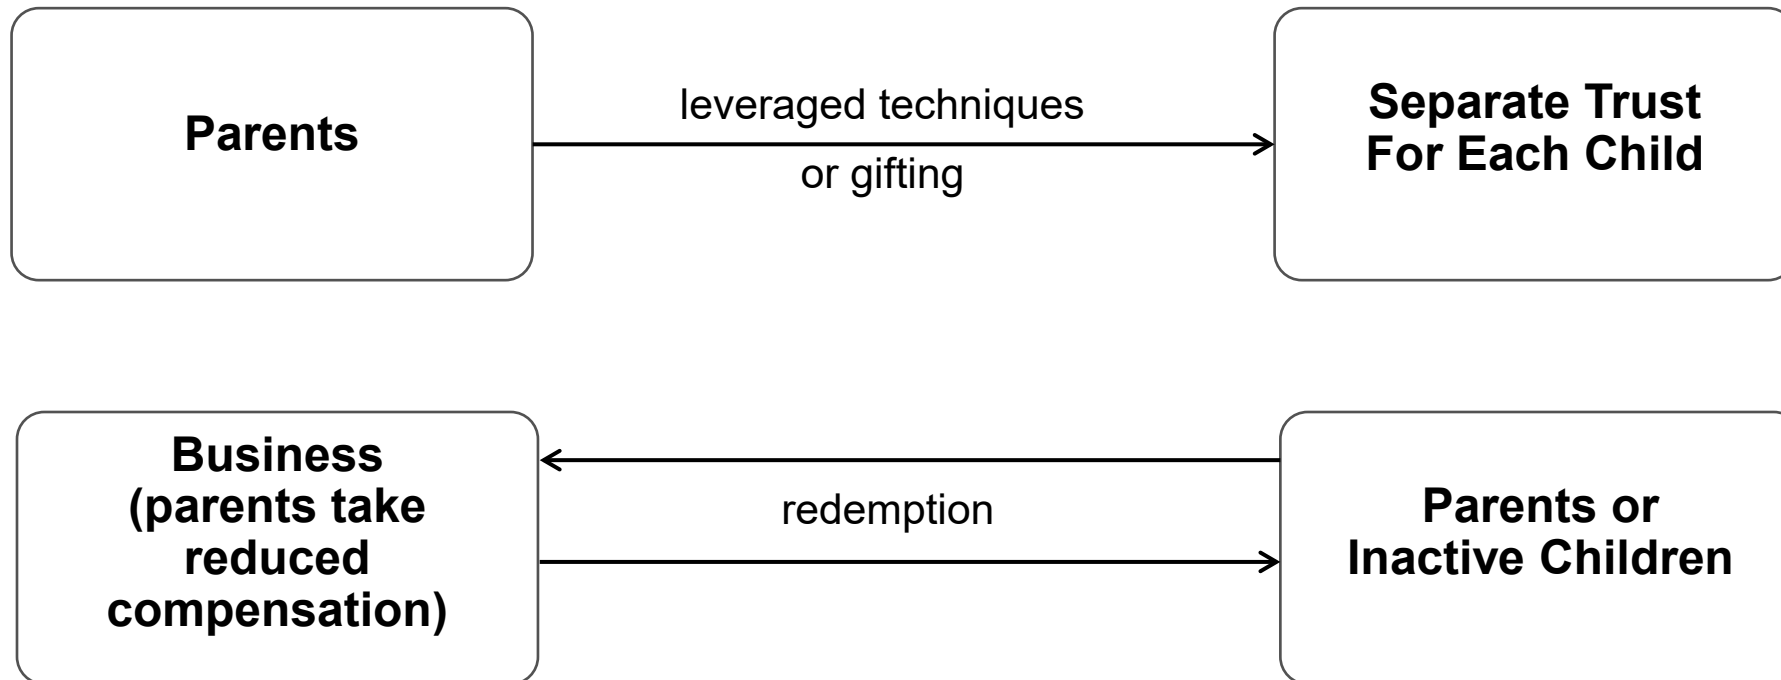 Parents
leveraged techniques
or gifting
Separate Trust
For Each Child
Business
(parents take
reduced
compensation)
redemption
Parents or
Inactive Children